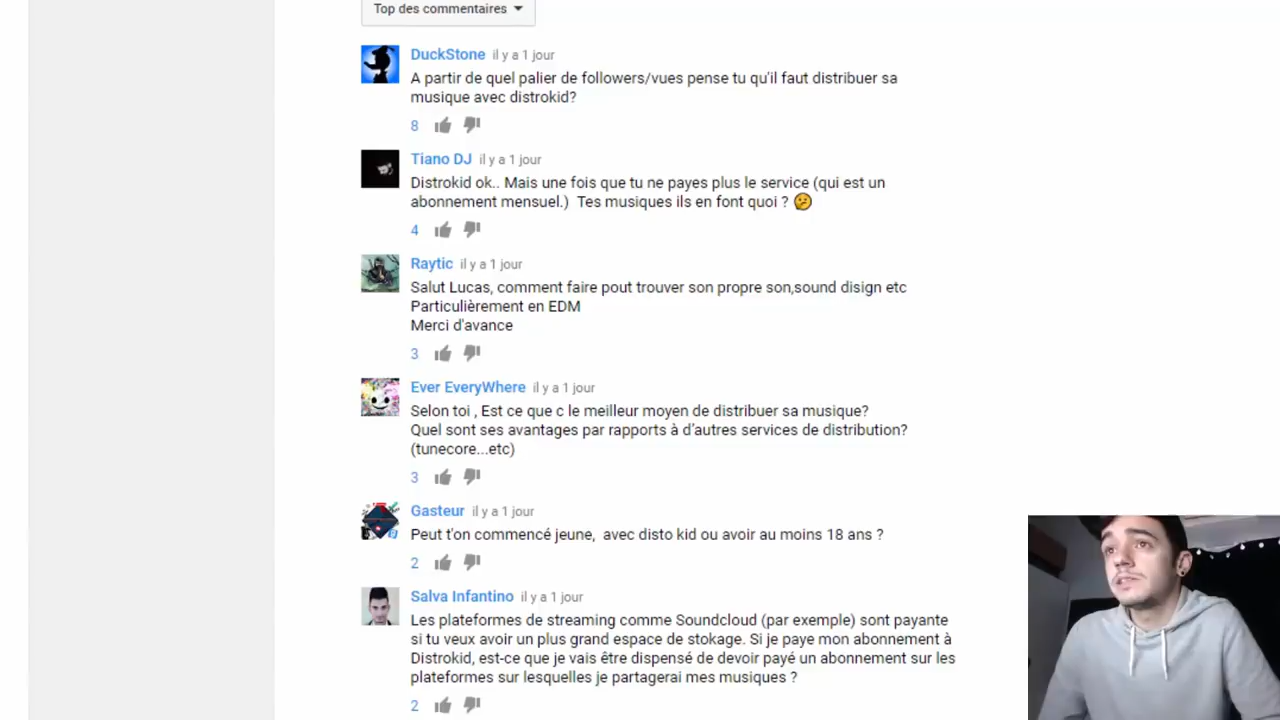 Top des commentaires
DuckStone il y a 1 jour
A partir de quel palier de followers/vues pense tu qu'il faut distribuer sa
musique avec distrokid?
8
Tiano DJ il y a 1 jour
Distrokid ok.. Mais une fois que tu ne payes plus le service (qui est un
abonnement mensuel.) Tes musiques ils en font quoi ? 🤔
4
Raytic il y a 1 jour
Salut Lucas, comment faire pout trouver son propre son,sound disign etc
Particulièrement en EDM
Merci d'avance
3
Ever EveryWhere il y a 1 jour
Selon toi , Est ce que c le meilleur moyen de distribuer sa musique?
Quel sont ses avantages par rapports à d'autres services de distribution?
(tunecore...etc)
3
Gasteur il y a 1 jour
Peut t'on commencé jeune, avec disto kid ou avoir au moins 18 ans ?
2
Salva Infantino il y a 1 jour
Les plateformes de streaming comme Soundcloud (par exemple) sont payante
si tu veux avoir un plus grand espace de stokage. Si je paye mon abonnement à
Distrokid, est-ce que je vais être dispensé de devoir payé un abonnement sur les
plateformes sur lesquelles je partagerai mes musiques ?
2